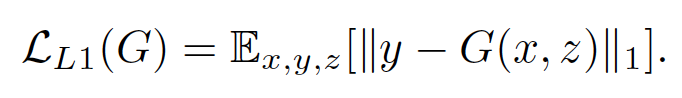 ℒ_{L1}(G) = 𝔼_{x,y,z}[‖y − G(x, z)‖₁].